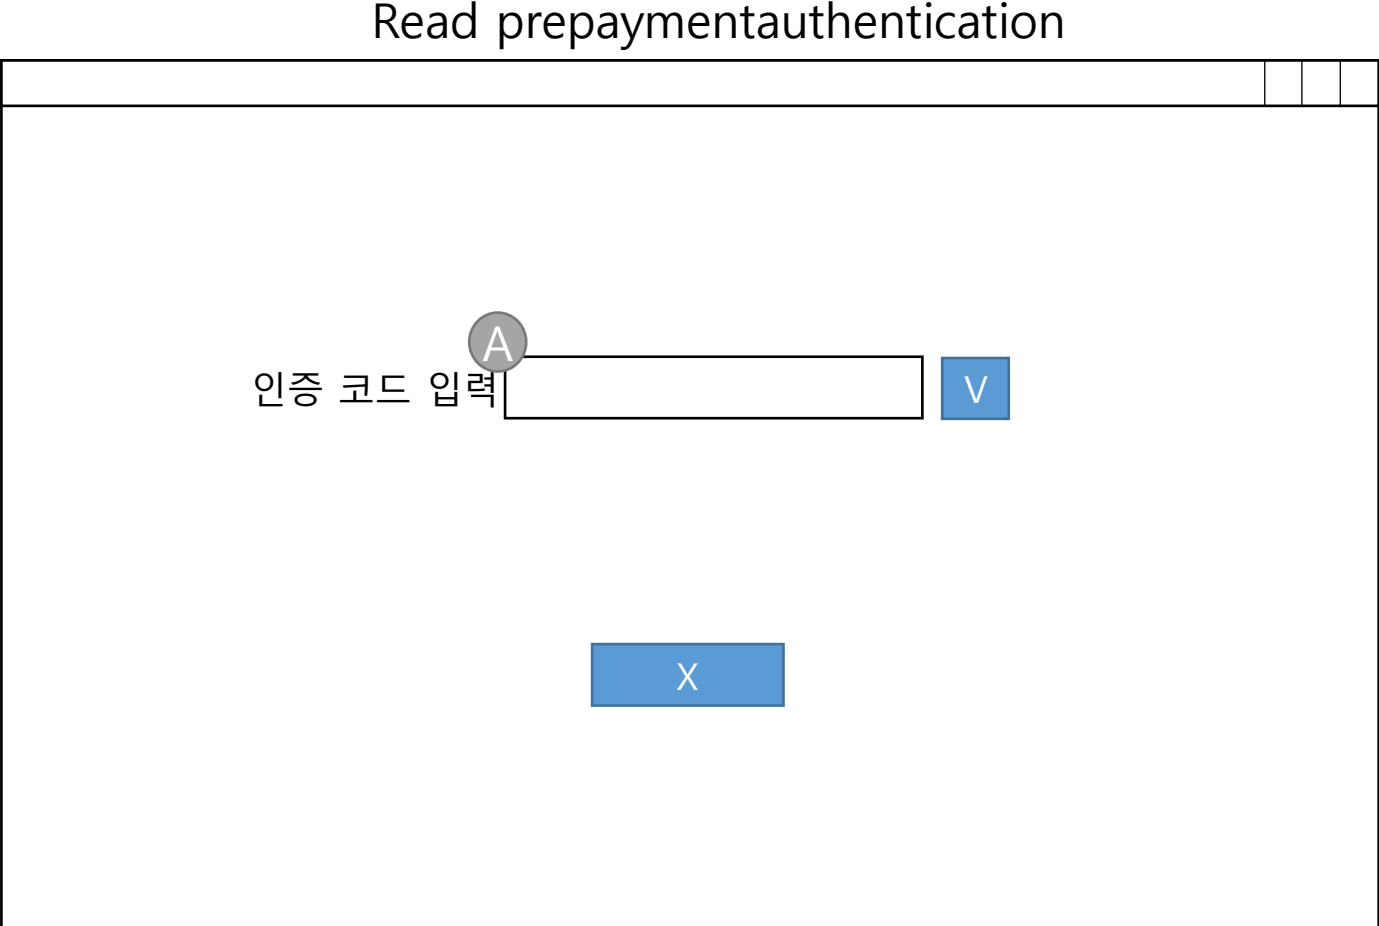 Read prepaymentauthentication
A
인증 코드 입력
V
X